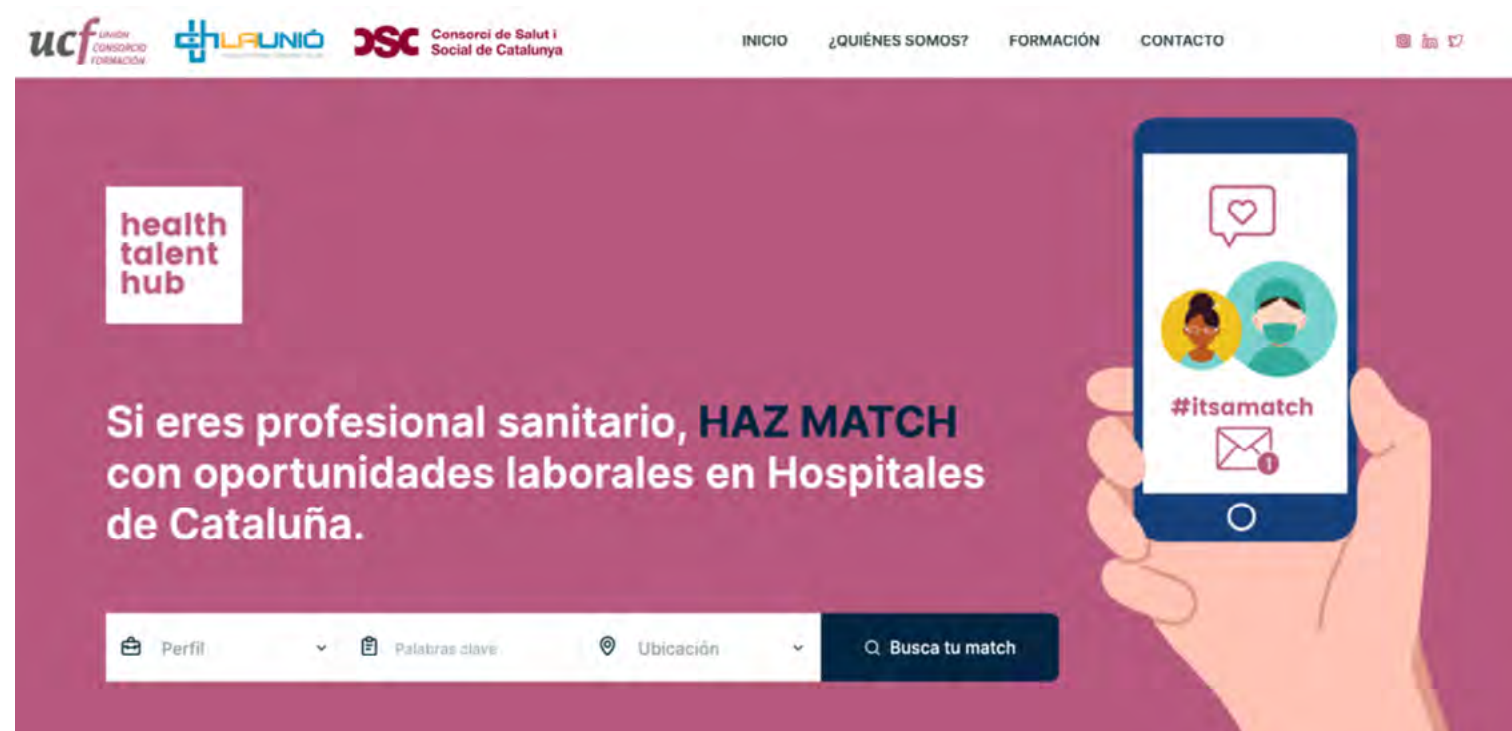 ucf UNIÓN
CONSORCIO
FORMACIÓN
LAUNIÓ
CSC Consorci de Salut i
Social de Catalunya
INICIO ¿QUIÉNES SOMOS? FORMACIÓN CONTACTO
health
talent
hub
#itsamatch
1
Si eres profesional sanitario, HAZ MATCH
con oportunidades laborales en Hospitales
de Cataluña.
Perfil Palabras clave Ubicación Busca tu match